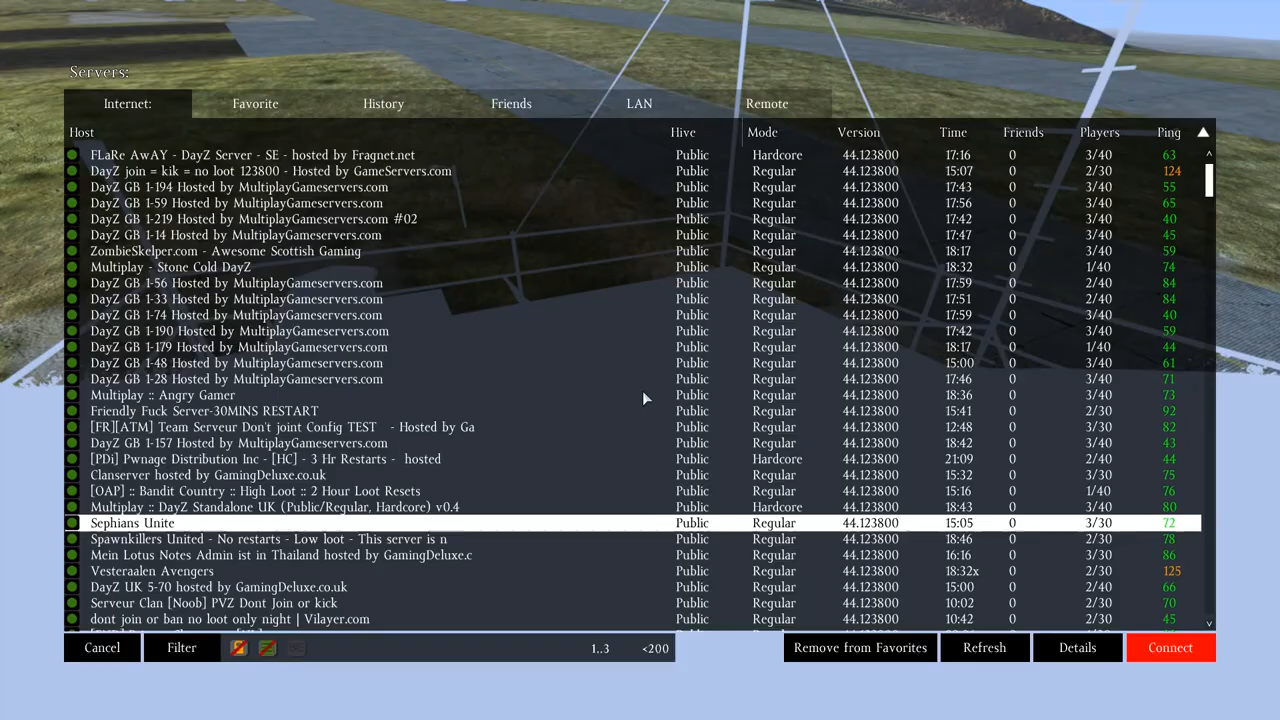 Servers:
Internet: Favorite History Friends LAN Remote
Host Hive Mode Version Time Friends Players Ping
FLaRe AwAY - DayZ Server - SE - hosted by Fragnet.net Public Hardcore 44.123800 17:16 0 3/40 63
DayZ join = kik = no loot 123800 - Hosted by GameServers.com Public Regular 44.123800 15:07 0 2/30 124
DayZ GB 1-194 Hosted by MultiplayGameservers.com Public Regular 44.123800 17:43 0 3/40 55
DayZ GB 1-59 Hosted by MultiplayGameservers.com Public Regular 44.123800 17:56 0 3/40 65
DayZ GB 1-219 Hosted by MultiplayGameservers.com #02 Public Regular 44.123800 17:42 0 3/40 40
DayZ GB 1-14 Hosted by MultiplayGameservers.com Public Regular 44.123800 17:47 0 3/40 45
ZombieSkelper.com - Awesome Scottish Gaming Public Regular 44.123800 18:17 0 3/40 59
Multiplay - Stone Cold DayZ Public Regular 44.123800 18:32 0 1/40 74
DayZ GB 1-56 Hosted by MultiplayGameservers.com Public Regular 44.123800 17:59 0 2/40 84
DayZ GB 1-33 Hosted by MultiplayGameservers.com Public Regular 44.123800 17:51 0 3/40 84
DayZ GB 1-74 Hosted by MultiplayGameservers.com Public Regular 44.123800 17:59 0 3/40 40
DayZ GB 1-190 Hosted by MultiplayGameservers.com Public Regular 44.123800 17:42 0 3/40 59
DayZ GB 1-179 Hosted by MultiplayGameservers.com Public Regular 44.123800 18:17 0 1/40 44
DayZ GB 1-48 Hosted by MultiplayGameservers.com Public Regular 44.123800 15:00 0 3/40 61
DayZ GB 1-28 Hosted by MultiplayGameservers.com Public Regular 44.123800 17:46 0 3/40 71
Multiplay :: Angry Gamer Public Regular 44.123800 18:36 0 3/40 73
Friendly Fuck Server-30MINS RESTART Public Regular 44.123800 15:41 0 2/30 92
[FR][ATM] Team Serveur Don't joint Config TEST - Hosted by Ga Public Regular 44.123800 12:48 0 3/30 82
DayZ GB 1-157 Hosted by MultiplayGameservers.com Public Regular 44.123800 18:42 0 3/40 43
[PDi] Pwnage Distribution Inc - [HC] - 3 Hr Restarts - hosted Public Hardcore 44.123800 21:09 0 2/40 44
Clanserver hosted by GamingDeluxe.co.uk Public Regular 44.123800 15:32 0 3/30 75
[OAP] :: Bandit Country :: High Loot :: 2 Hour Loot Resets Public Regular 44.123800 15:16 0 1/40 76
Multiplay :: DayZ Standalone UK (Public/Regular, Hardcore) v0.4 Public Hardcore 44.123800 18:43 0 3/40 80
Sephians Unite Public Regular 44.123800 15:05 0 3/30 72
Spawnkillers United - No restarts - Low loot - This server is n Public Regular 44.123800 18:46 0 2/30 78
Mein Lotus Notes Admin ist in Thailand hosted by GamingDeluxe.c Public Regular 44.123800 16:16 0 3/30 86
Vesteraalen Avengers Public Regular 44.123800 18:32x 0 2/30 125
DayZ UK 5-70 hosted by GamingDeluxe.co.uk Public Regular 44.123800 15:00 0 2/40 66
Serveur Clan [Noob] PVZ Dont Join or kick Public Regular 44.123800 10:02 0 2/30 70
dont join or ban no loot only night | Vilayer.com Public Regular 44.123800 10:42 0 2/30 45
Cancel Filter 1..3 <200 Remove from Favorites Refresh Details Connect